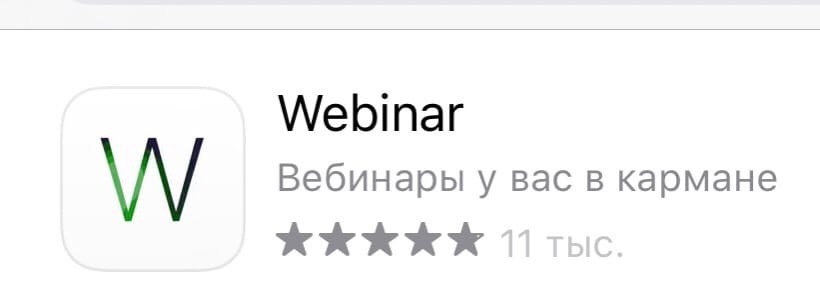 W
Webinar
Вебинары у вас в кармане
11 тыс.